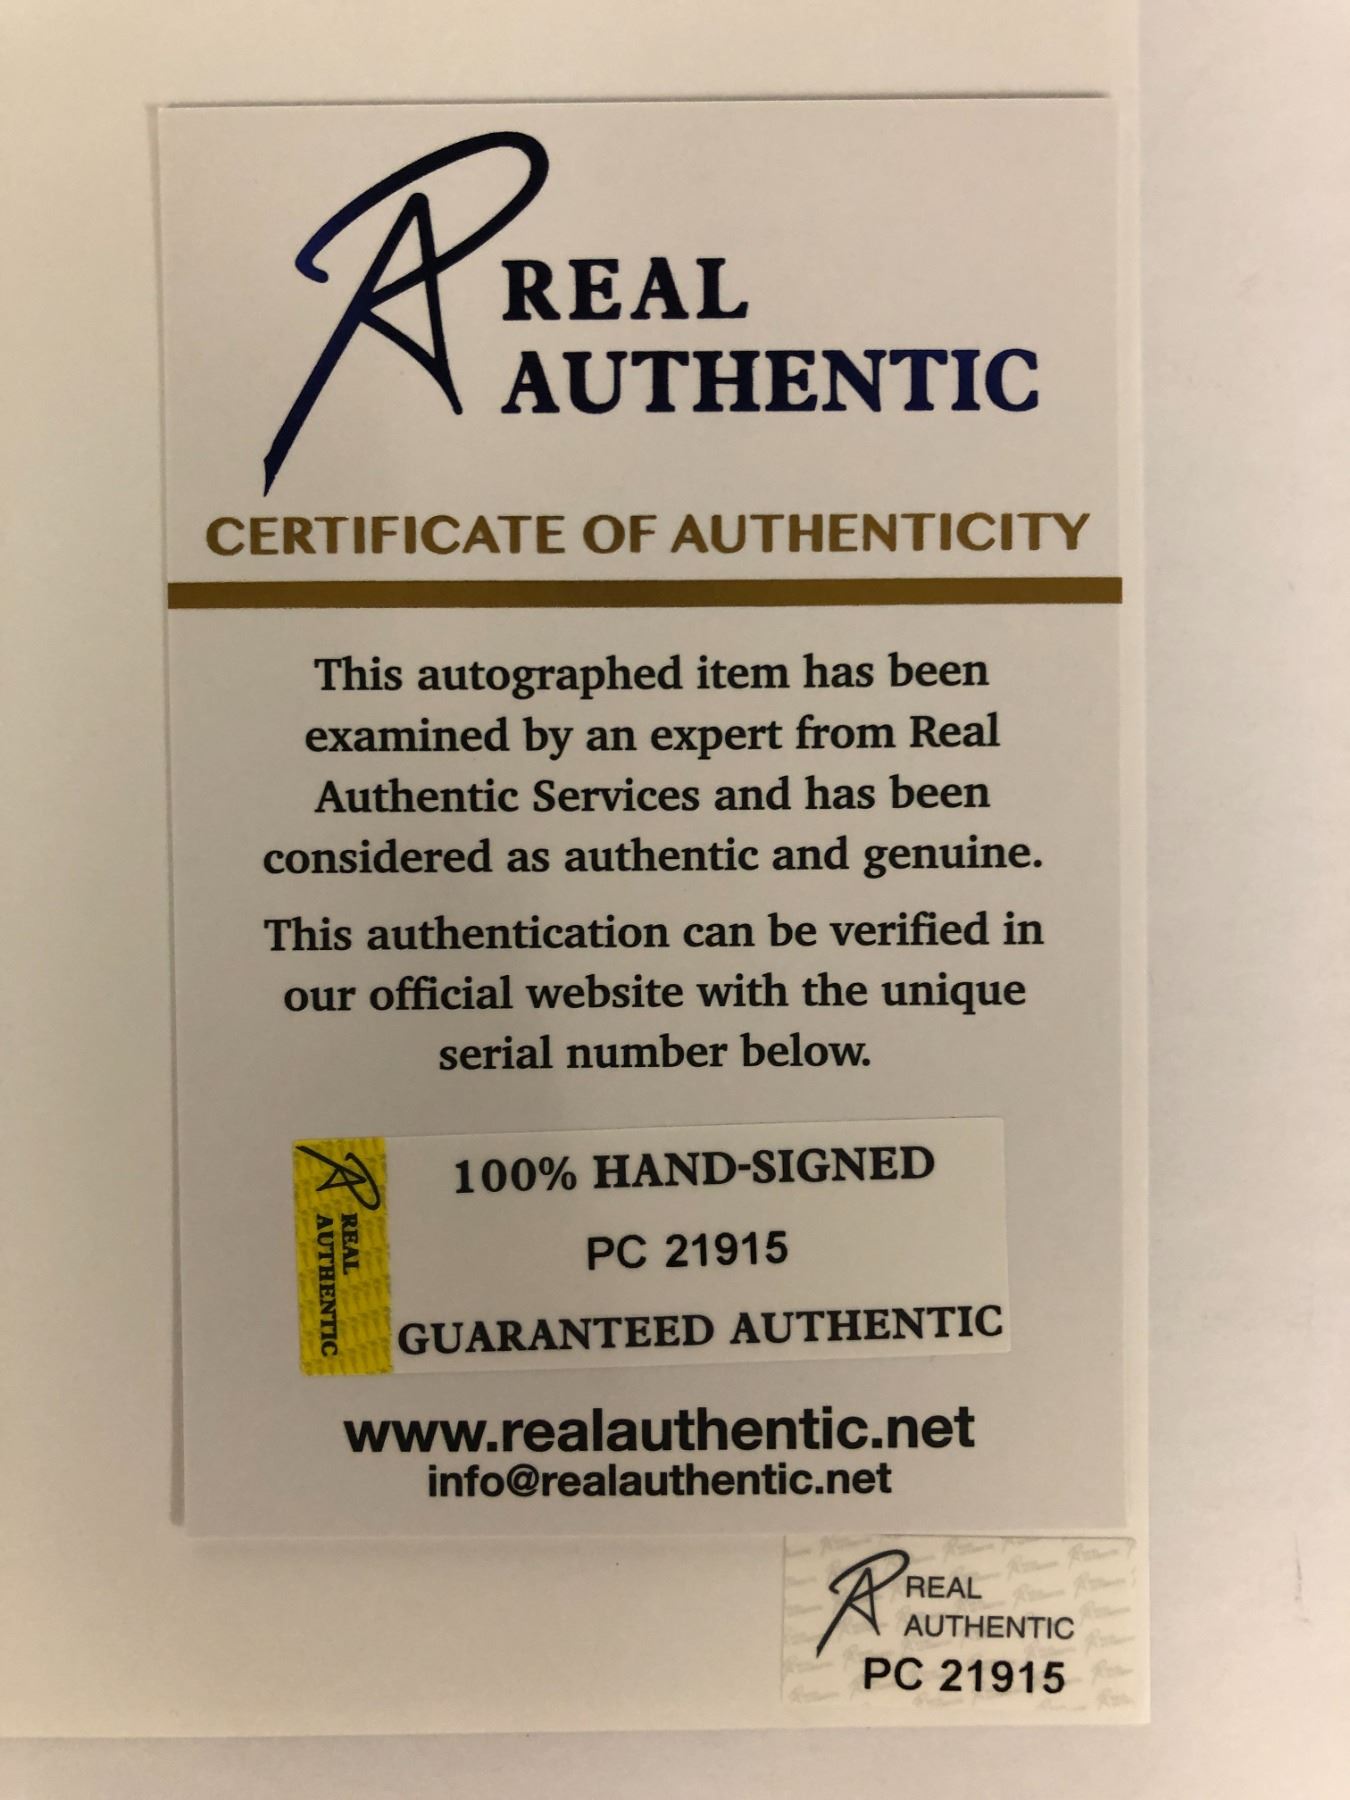 REAL
AUTHENTIC
CERTIFICATE OF AUTHENTICITY
This autographed item has been
examined by an expert from Real
Authentic Services and has been
considered as authentic and genuine.
This authentication can be verified in
our official website with the unique
serial number below.
REAL
AUTHENTIC
100% HAND-SIGNED
PC 21915
GUARANTEED AUTHENTIC
www.realauthentic.net
info@realauthentic.net
REAL
AUTHENTIC
PC 21915